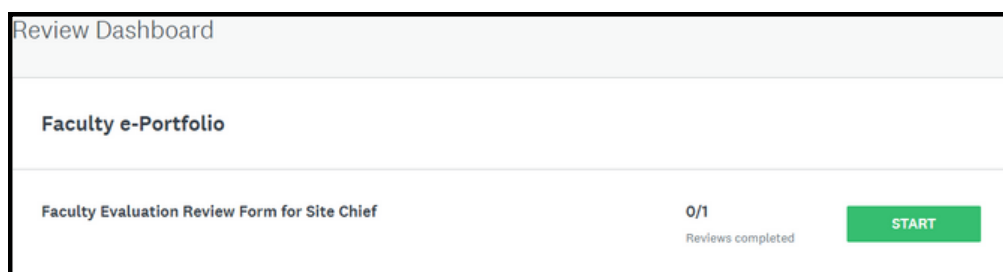 Review Dashboard
Faculty e-Portfolio
Faculty Evaluation Review Form for Site Chief
0/1
Reviews completed
START